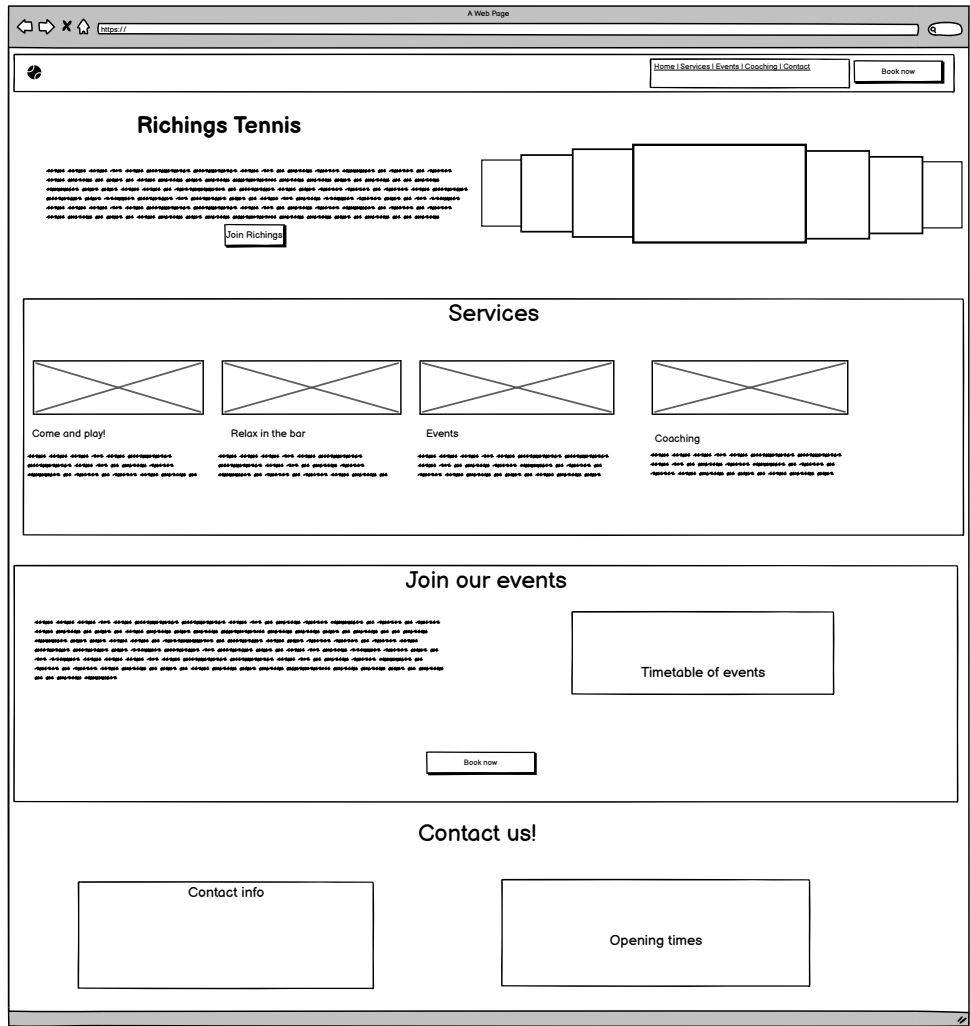 A Web Page
https://
Home | Services | Events | Coaching | Contact
Book now
Richings Tennis
Join Richings
Services
Come and play!
Relax in the bar
Events
Coaching
Join our events
Timetable of events
Book now
Contact us!
Contact info
Opening times